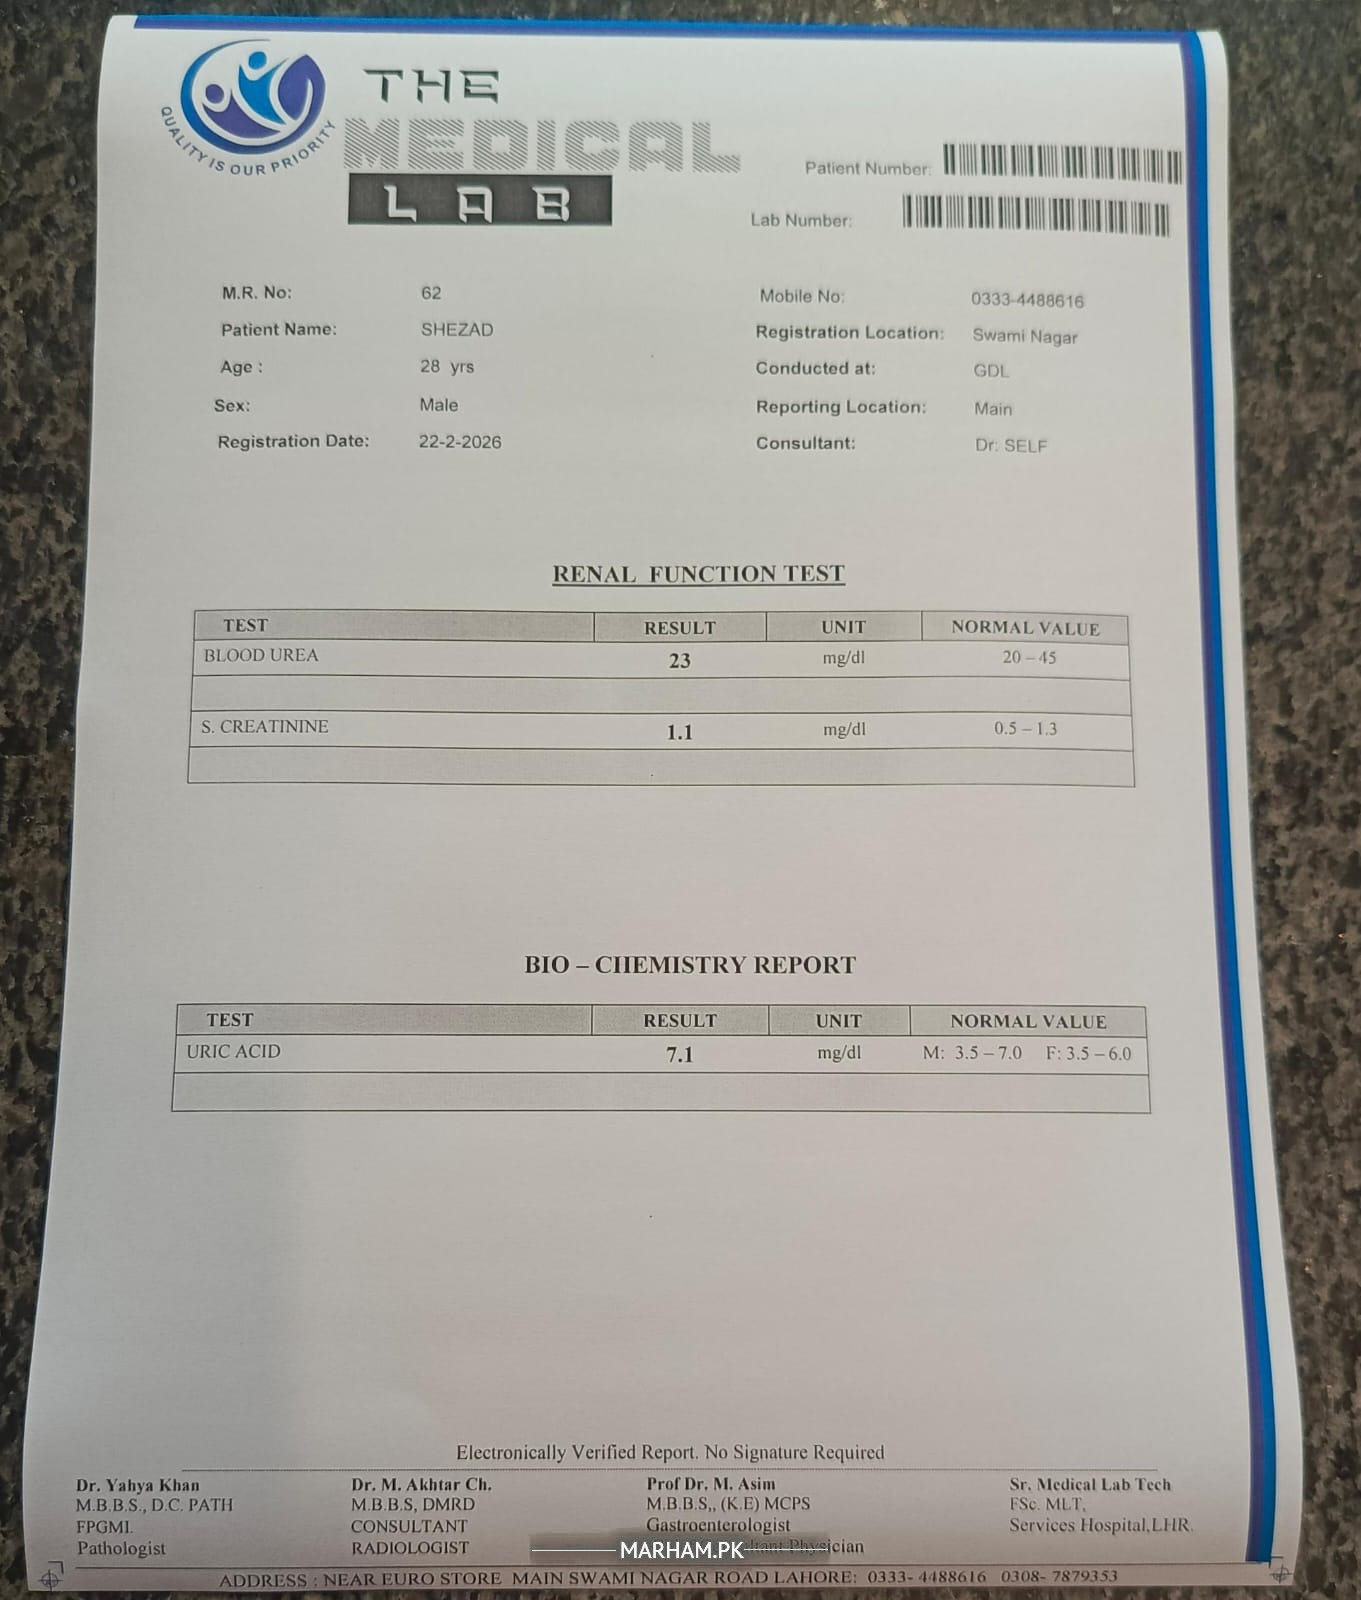 QUALITY IS OUR PRIORITY
THE
MEDICAL
LAB
Patient Number:
Lab Number:
M.R. No: 62
Patient Name: SHEZAD
Age : 28 yrs
Sex: Male
Registration Date: 22-2-2026
Mobile No: 0333-4488616
Registration Location: Swami Nagar
Conducted at: GDL
Reporting Location: Main
Consultant: Dr: SELF
RENAL FUNCTION TEST
TEST RESULT UNIT NORMAL VALUE
BLOOD UREA 23 mg/dl 20 – 45
S. CREATININE 1.1 mg/dl 0.5 – 1.3
BIO – CHEMISTRY REPORT
TEST RESULT UNIT NORMAL VALUE
URIC ACID 7.1 mg/dl M: 3.5 – 7.0 F: 3.5 – 6.0
Electronically Verified Report. No Signature Required
Dr. Yahya Khan
M.B.B.S., D.C. PATH
FPGMI.
Pathologist
Dr. M. Akhtar Ch.
M.B.B.S, DMRD
CONSULTANT
RADIOLOGIST
Prof Dr. M. Asim
M.B.B.S,, (K.E) MCPS
Gastroenterologist
Physician
Sr. Medical Lab Tech
FSc. MLT,
Services Hospital,LHR.
MARHAM.PK
ADDRESS : NEAR EURO STORE MAIN SWAMI NAGAR ROAD LAHORE: 0333- 4488616 0308- 7879353